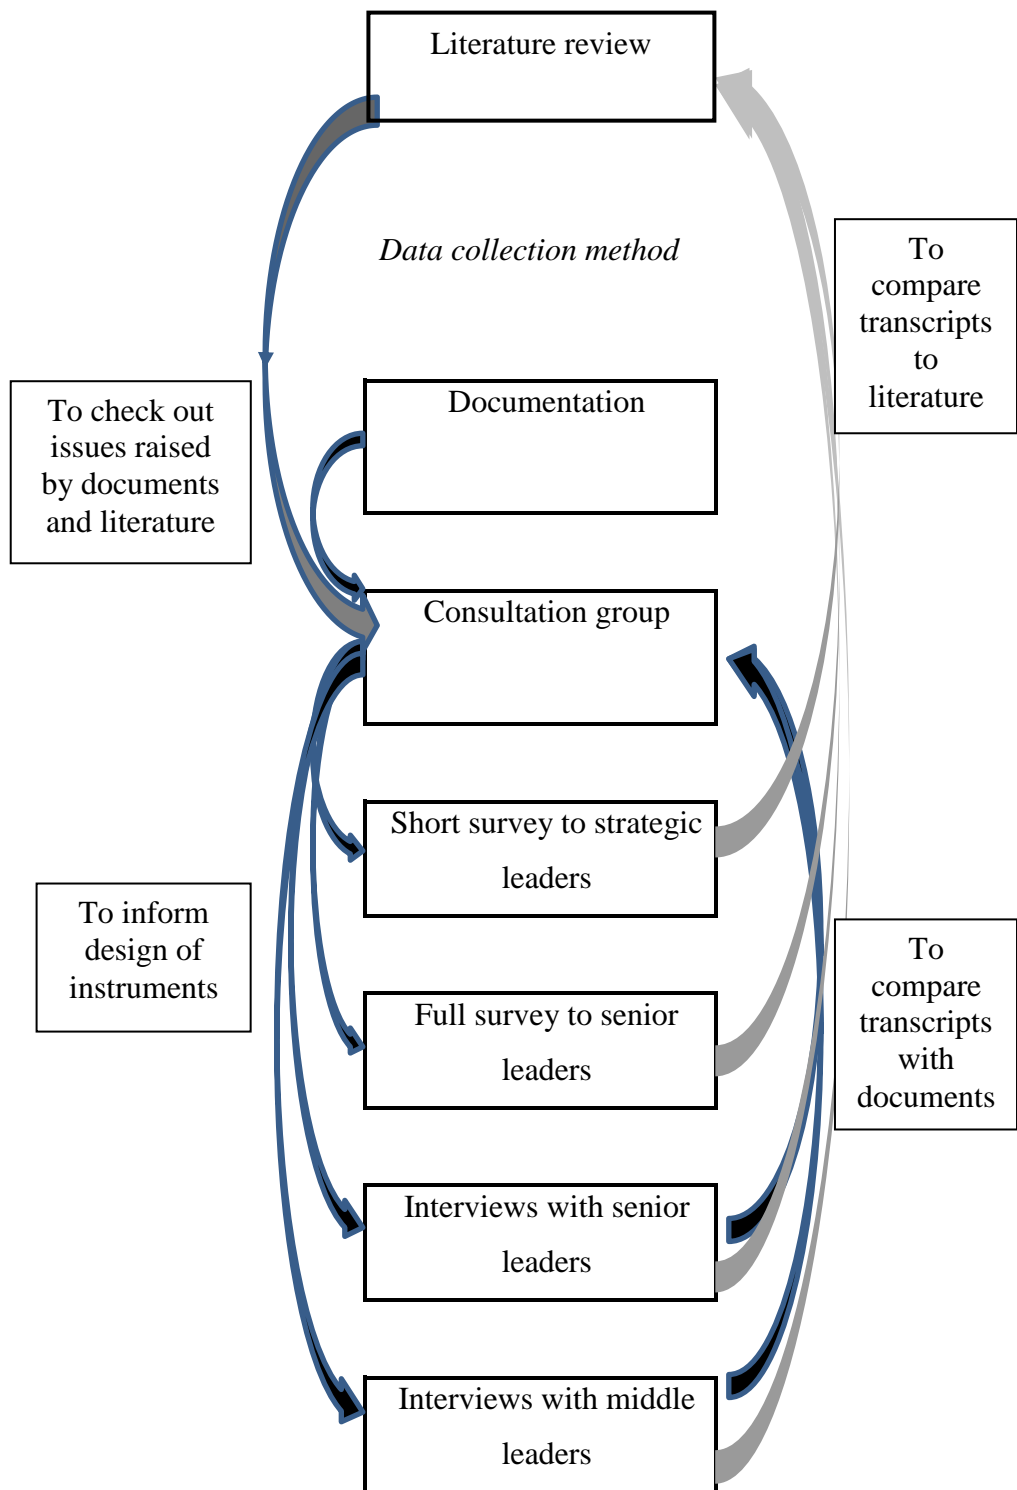 Literature review
Data collection method
To
compare
transcripts
to
literature
To check out
issues raised
by documents
and literature
Documentation
Consultation group
Short survey to strategic
leaders
To inform
design of
instruments
To
compare
transcripts
with
documents
Full survey to senior
leaders
Interviews with senior
leaders
Interviews with middle
leaders